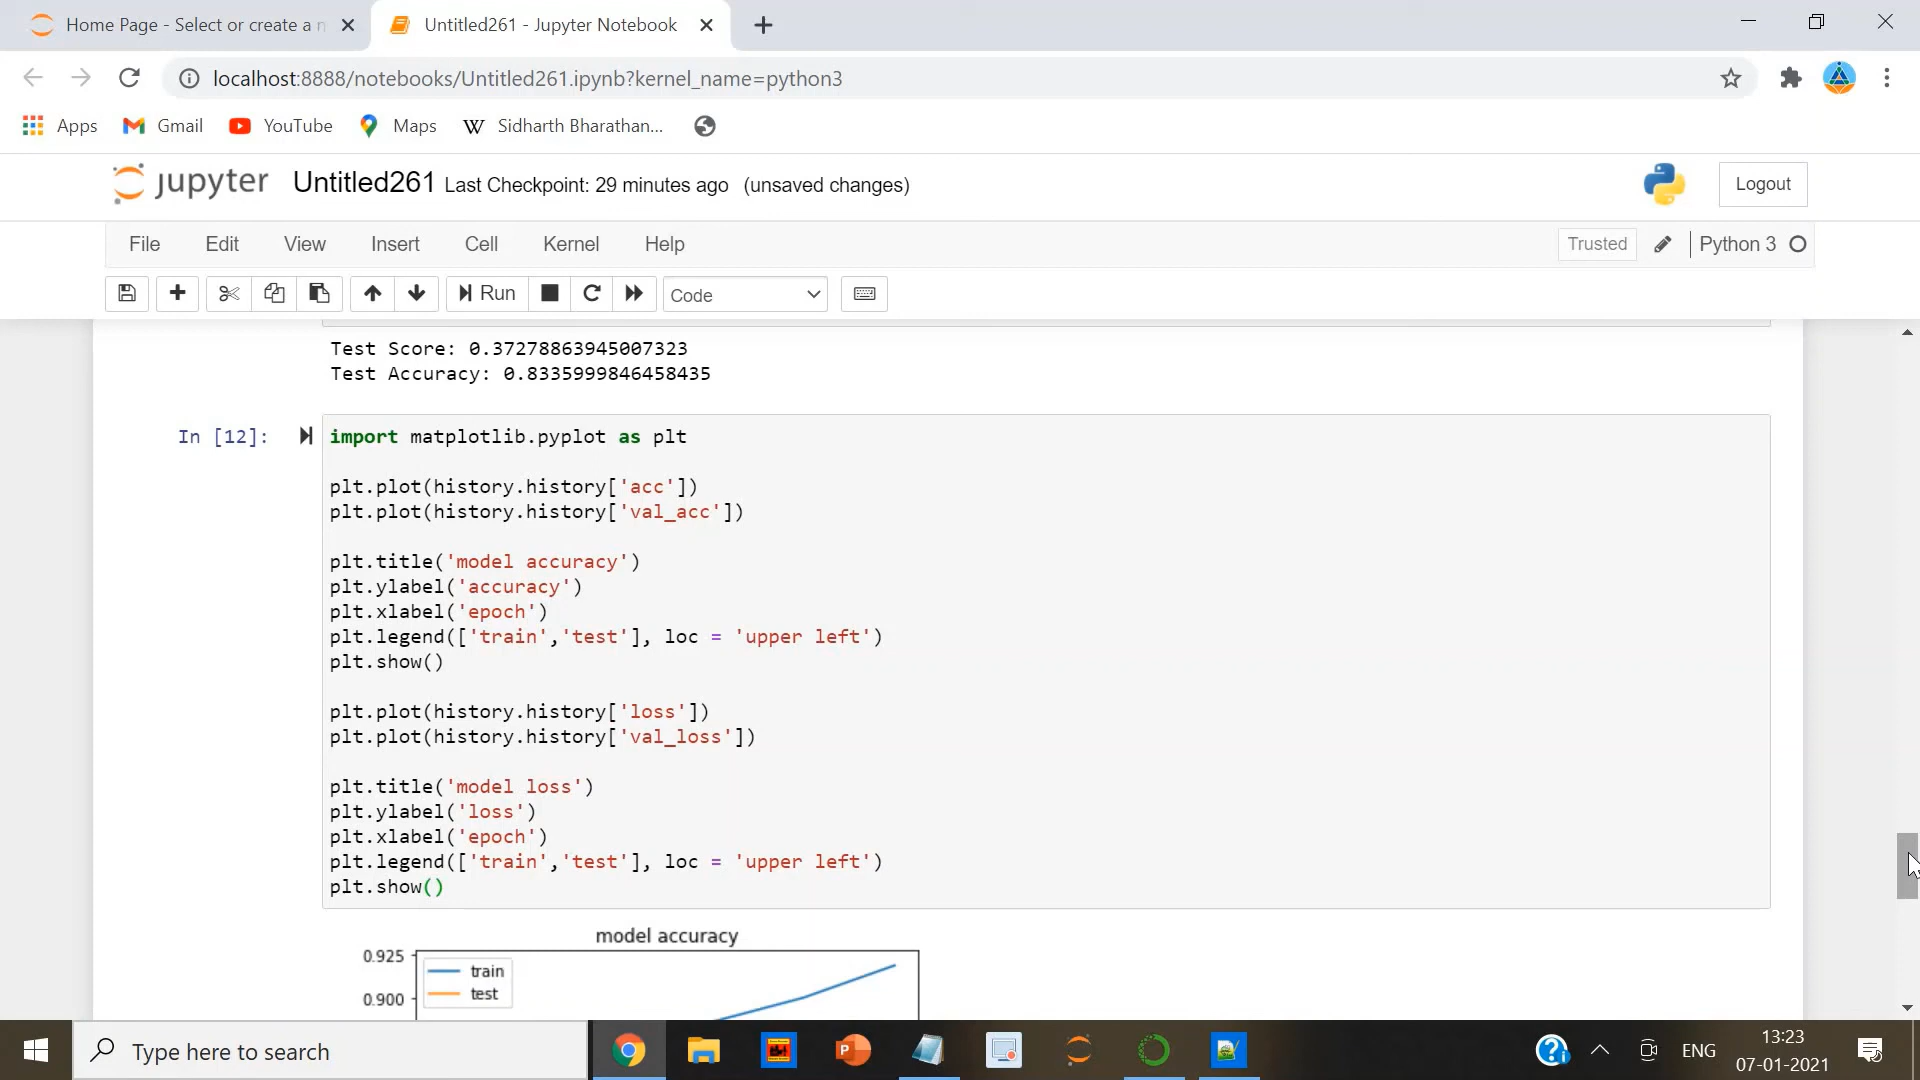 Home Page - Select or create a n
Untitled261 - Jupyter Notebook
localhost:8888/notebooks/Untitled261.ipynb?kernel_name=python3
Apps Gmail YouTube Maps W Sidharth Bharathan...
jupyter Untitled261 Last Checkpoint: 29 minutes ago (unsaved changes)
Logout
File Edit View Insert Cell Kernel Help
Trusted Python 3
Run Code
Test Score: 0.37278863945007323
Test Accuracy: 0.8335999846458435
In [12]:
import matplotlib.pyplot as plt
plt.plot(history.history['acc'])
plt.plot(history.history['val_acc'])
plt.title('model accuracy')
plt.ylabel('accuracy')
plt.xlabel('epoch')
plt.legend(['train','test'], loc = 'upper left')
plt.show()
plt.plot(history.history['loss'])
plt.plot(history.history['val_loss'])
plt.title('model loss')
plt.ylabel('loss')
plt.xlabel('epoch')
plt.legend(['train','test'], loc = 'upper left')
plt.show()
model accuracy
0.925
train
test
0.900
Type here to search
ENG
13:23
07-01-2021